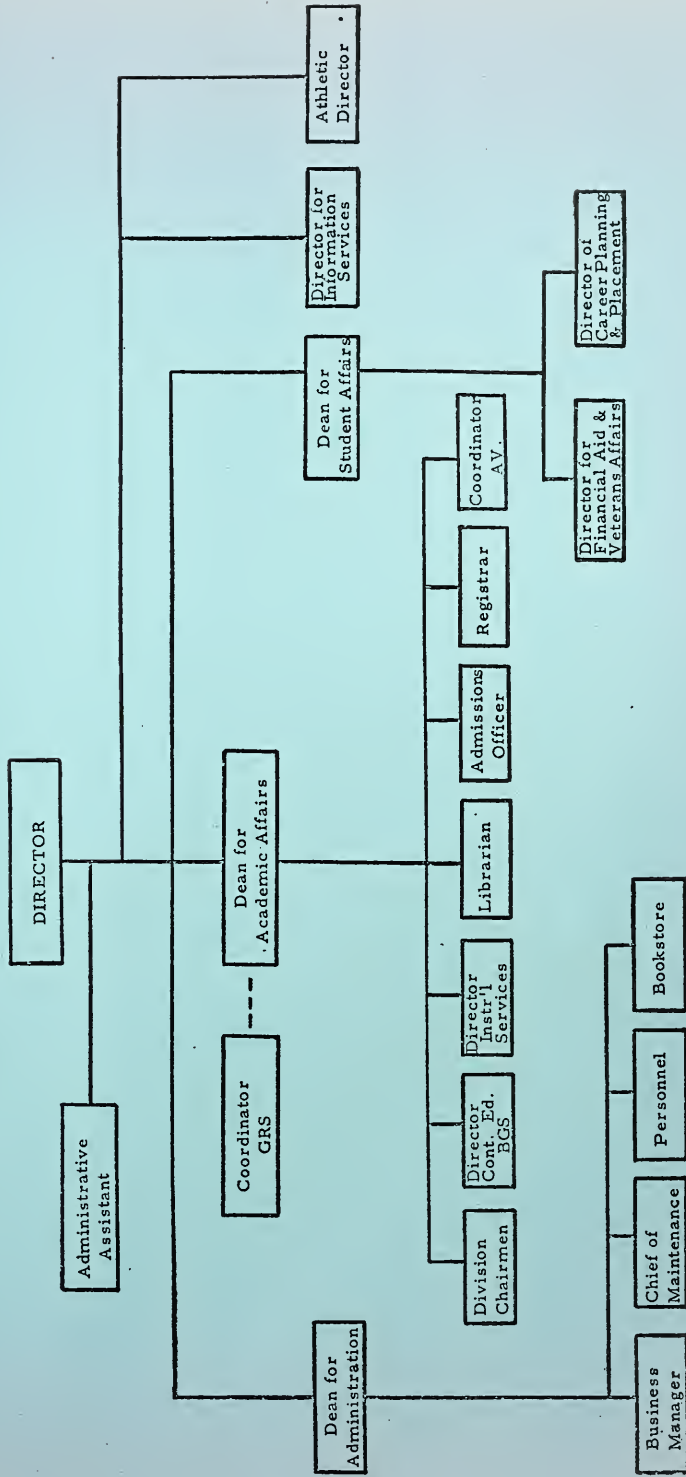 DIRECTOR
Administrative
Assistant
Coordinator
GRS
Dean for
Academic Affairs
Dean for
Administration
Dean for
Student Affairs
Director for
Information
Services
Athletic
Director
Division
Chairmen
Director
Cont. Ed.
BGS
Director
Instr'l
Services
Librarian
Admissions
Officer
Registrar
Coordinator
AV.
Director for
Financial Aid &
Veterans Affairs
Director of
Career Planning
& Placement
Business
Manager
Chief of
Maintenance
Personnel
Bookstore